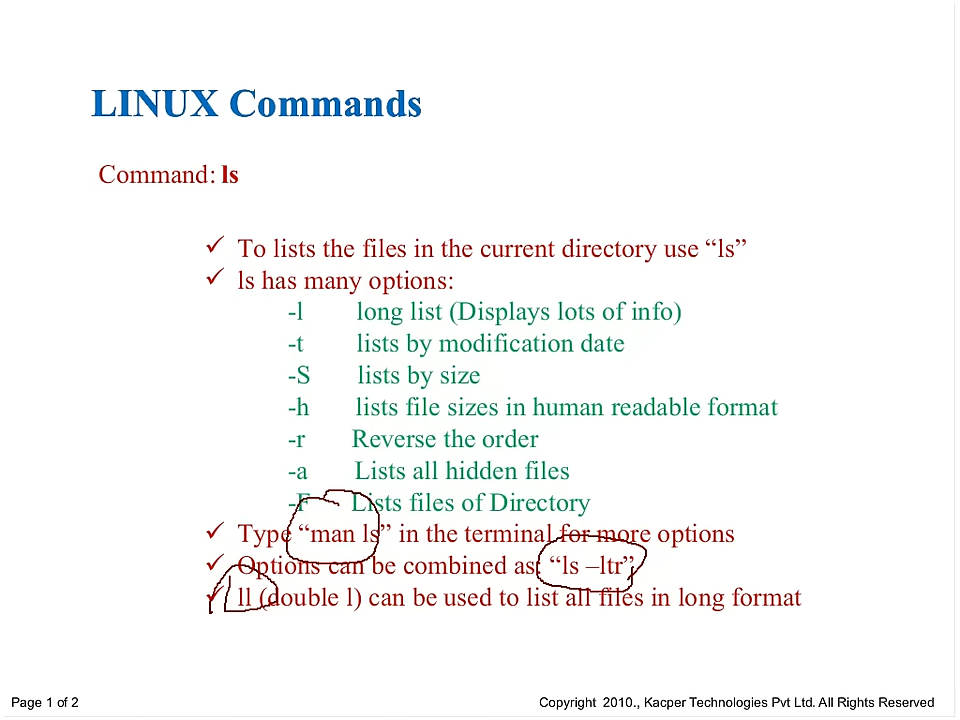 LINUX Commands
Command: ls
✓ To lists the files in the current directory use “ls”
✓ ls has many options:
-l long list (Displays lots of info)
-t lists by modification date
-S lists by size
-h lists file sizes in human readable format
-r Reverse the order
-a Lists all hidden files
-F Lists files of Directory
✓ Type “man ls” in the terminal for more options
✓ Options can be combined as: “ls –ltr”
✓ ll (double l) can be used to list all files in long format
Page 1 of 2 Copyright 2010., Kacper Technologies Pvt Ltd. All Rights Reserved